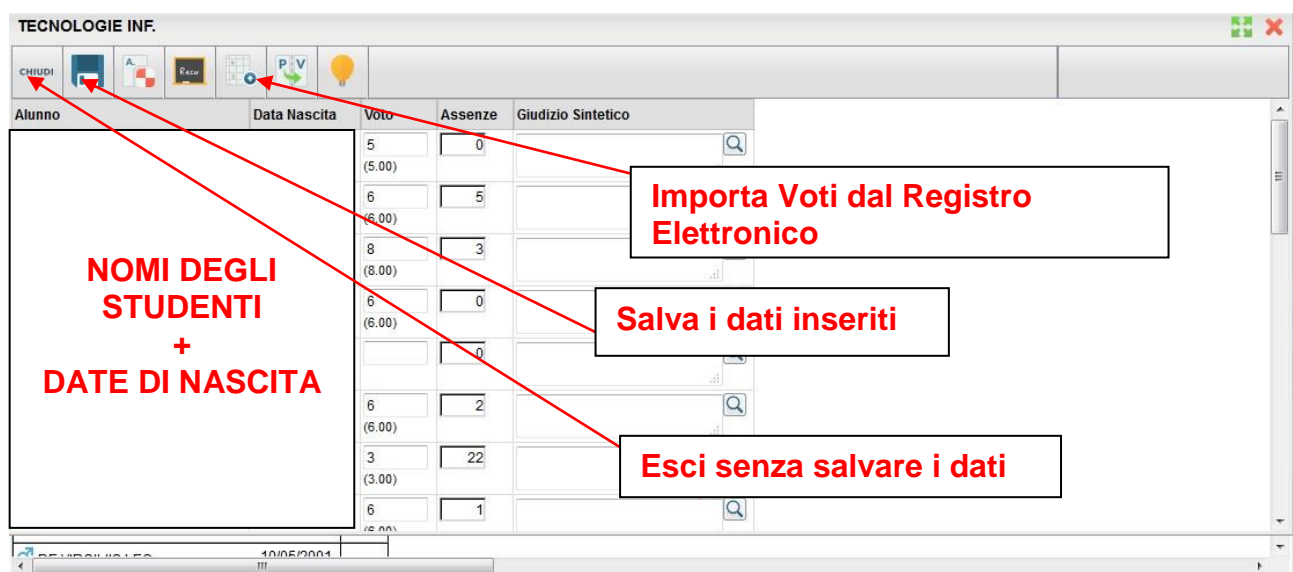 TECNOLOGIE INF.
CHIUDI
A.
Recu
P V
Alunno Data Nascita Voto Assenze Giudizio Sintetico
5 0
(5.00)
6 5
(6.00)
8 3
(8.00)
6 0
(6.00)
0
6 2
(6.00)
3 22
(3.00)
6 1
(6.00)
NOMI DEGLI
STUDENTI
+
DATE DI NASCITA
Importa Voti dal Registro
Elettronico
Salva i dati inseriti
Esci senza salvare i dati
10/05/2001